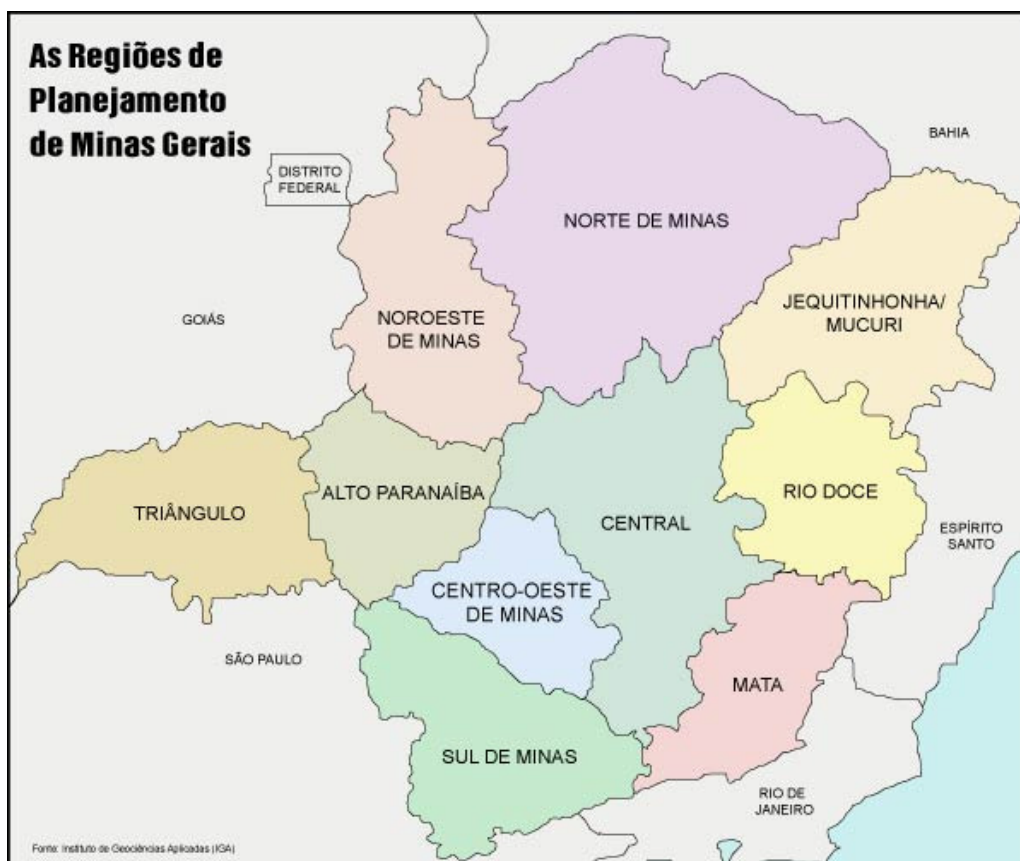 As Regiões de
Planejamento
de Minas Gerais
DISTRITO
FEDERAL
BAHIA
NORTE DE MINAS
JEQUITINHONHA/
MUCURI
GOIÁS
NOROESTE
DE MINAS
ALTO PARANAÍBA
TRIÂNGULO
CENTRAL
RIO DOCE
ESPÍRITO
SANTO
CENTRO-OESTE
DE MINAS
SÃO PAULO
MATA
SUL DE MINAS
RIO DE
JANEIRO
Fonte: Instituto de Geociências Aplicadas (IGA)